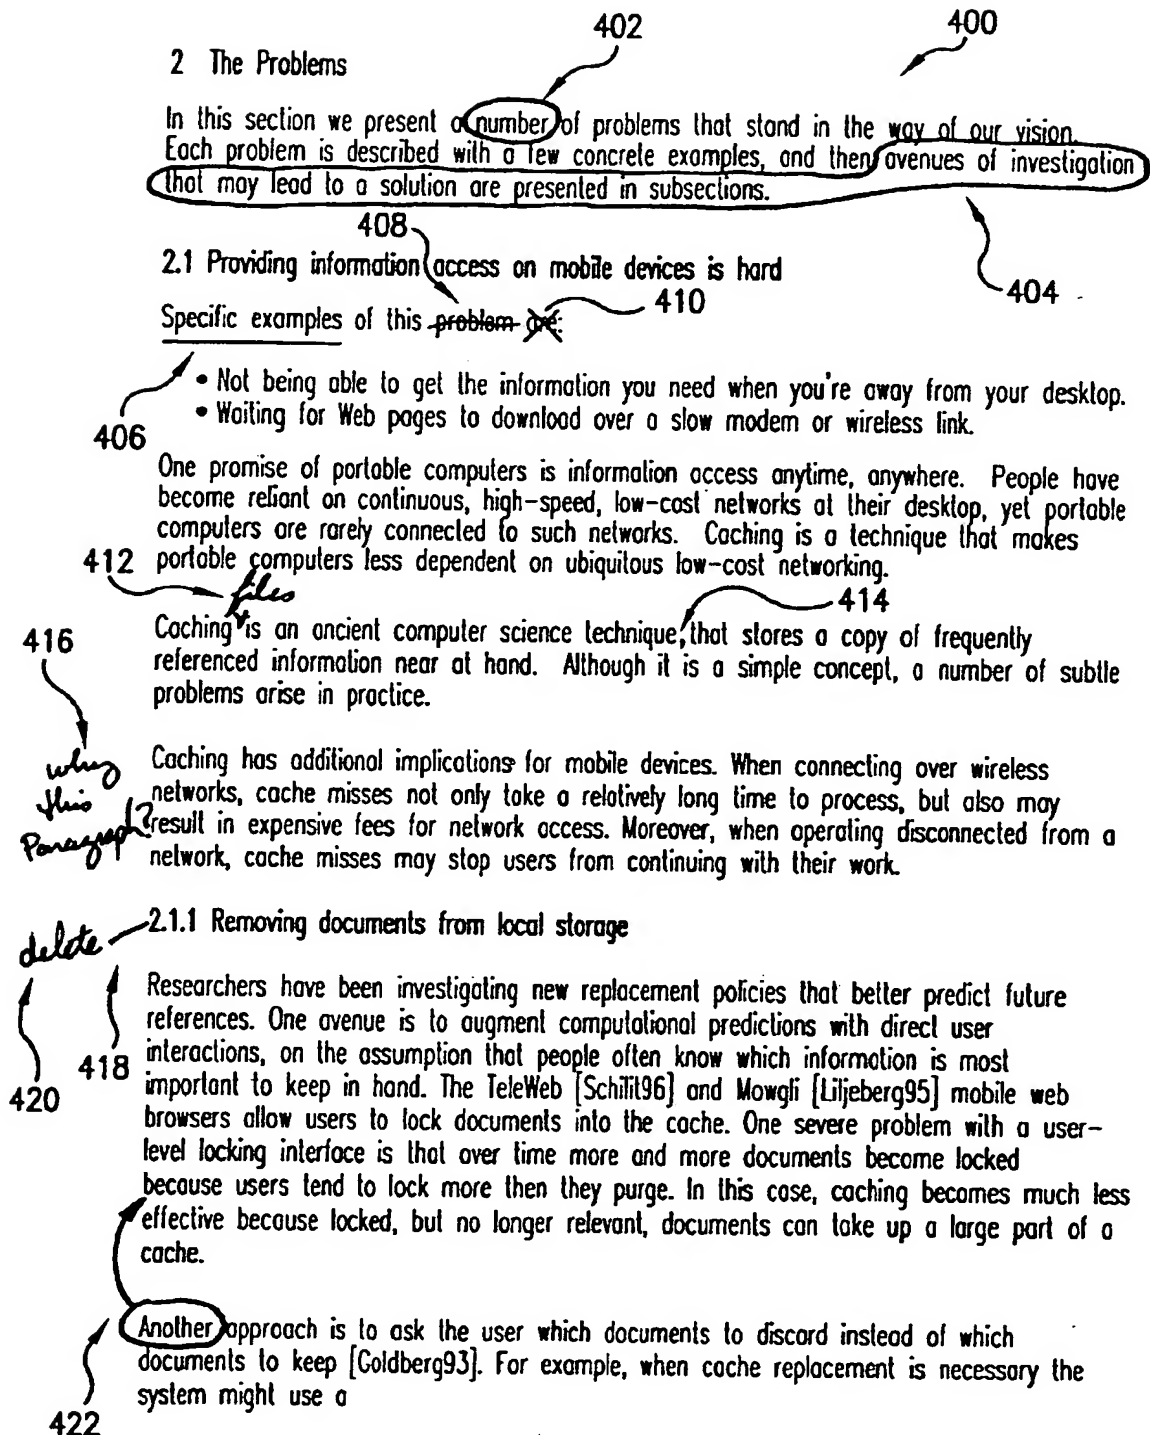 402
400
2 The Problems
In this section we present a number of problems that stand in the way of our vision.
Each problem is described with a few concrete examples, and then avenues of investigation
that may lead to a solution are presented in subsections.
408
2.1 Providing information access on mobile devices is hard
404
Specific examples of this problem are:
410
• Not being able to get the information you need when you're away from your desktop.
406
• Waiting for Web pages to download over a slow modem or wireless link.
One promise of portable computers is information access anytime, anywhere. People have
become reliant on continuous, high-speed, low-cost networks at their desktop, yet portable
computers are rarely connected to such networks. Caching is a technique that makes
412
portable computers less dependent on ubiquitous low-cost networking.
files
414
Caching is an ancient computer science technique, that stores a copy of frequently
416
referenced information near at hand. Although it is a simple concept, a number of subtle
problems arise in practice.
why
this
Paragraph?
Caching has additional implications for mobile devices. When connecting over wireless
networks, cache misses not only take a relatively long time to process, but also may
result in expensive fees for network access. Moreover, when operating disconnected from a
network, cache misses may stop users from continuing with their work.
delete
2.1.1 Removing documents from local storage
Researchers have been investigating new replacement policies that better predict future
references. One avenue is to augment computational predictions with direct user
interactions, on the assumption that people often know which information is most
418
420
important to keep in hand. The TeleWeb [Schilit96] and Mowgli [Liljeberg95] mobile web
browsers allow users to lock documents into the cache. One severe problem with a user-
level locking interface is that over time more and more documents become locked
because users tend to lock more then they purge. In this case, caching becomes much less
effective because locked, but no longer relevant, documents can take up a large part of a
cache.
Another approach is to ask the user which documents to discard instead of which
documents to keep [Goldberg93]. For example, when cache replacement is necessary the
system might use a
422